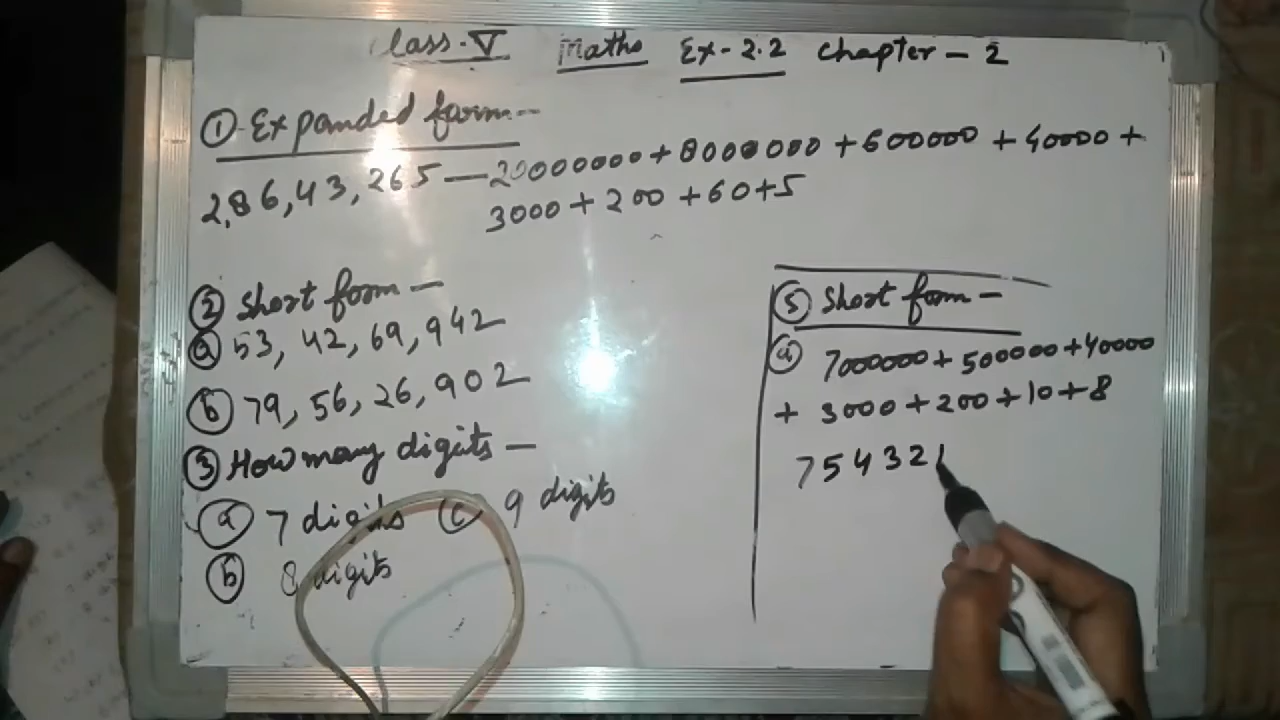 Class.V Maths Ex-2.2 Chapter-2
① Expanded form--
2,86,43,265 — 20000000+8000000+600000+40000+
3000+200+60+5
② Short form —
ⓐ 53, 42, 69, 942
ⓑ 79, 56, 26, 902
③ How many digits —
ⓐ 7 digits ⓒ 9 digits
ⓑ 8 digits
⑤ Short form —
ⓐ 7000000+500000+40000
+ 3000+200+10+8
754321